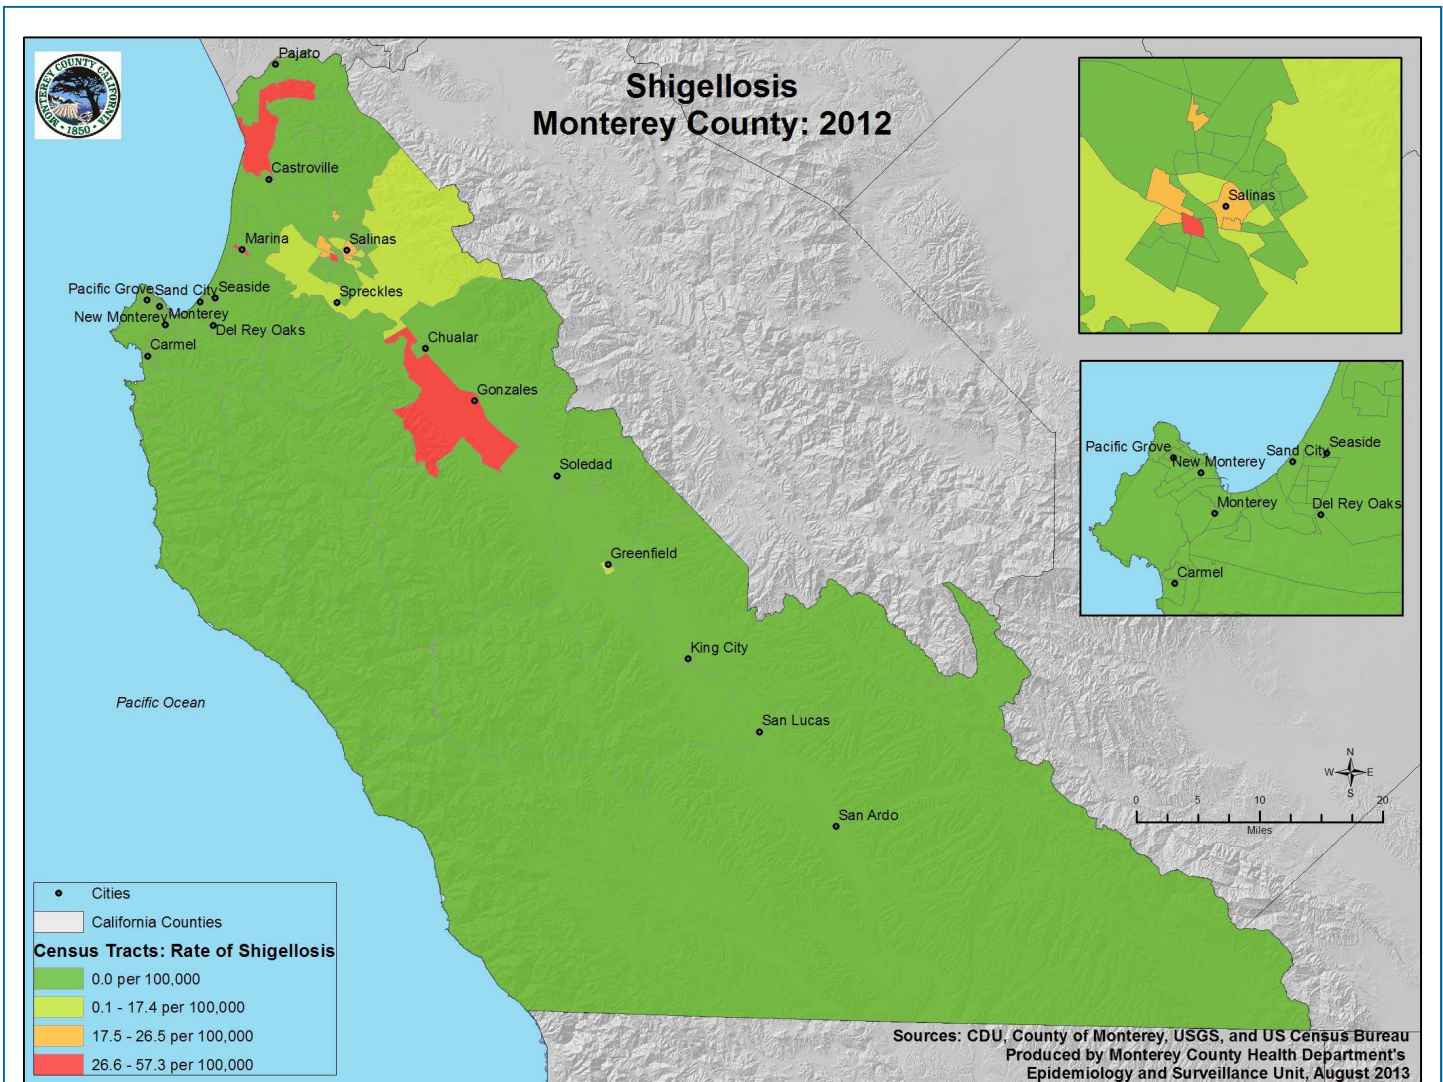 Shigellosis
Monterey County: 2012
MONTEREY COUNTY CALIFORNIA
• 1850 •
Pajaro
Castroville
Marina
Salinas
Pacific Grove
Sand City
Seaside
Spreckles
New Monterey
Monterey
Del Rey Oaks
Carmel
Chualar
Gonzales
Soledad
Greenfield
King City
San Lucas
San Ardo
Pacific Ocean
Salinas
Pacific Grove
New Monterey
Sand City
Seaside
Monterey
Del Rey Oaks
Carmel
N
W E
S
0 5 10 20
Miles
Cities
California Counties
Census Tracts: Rate of Shigellosis
0.0 per 100,000
0.1 - 17.4 per 100,000
17.5 - 26.5 per 100,000
26.6 - 57.3 per 100,000
Sources: CDU, County of Monterey, USGS, and US Census Bureau
Produced by Monterey County Health Department's
Epidemiology and Surveillance Unit, August 2013